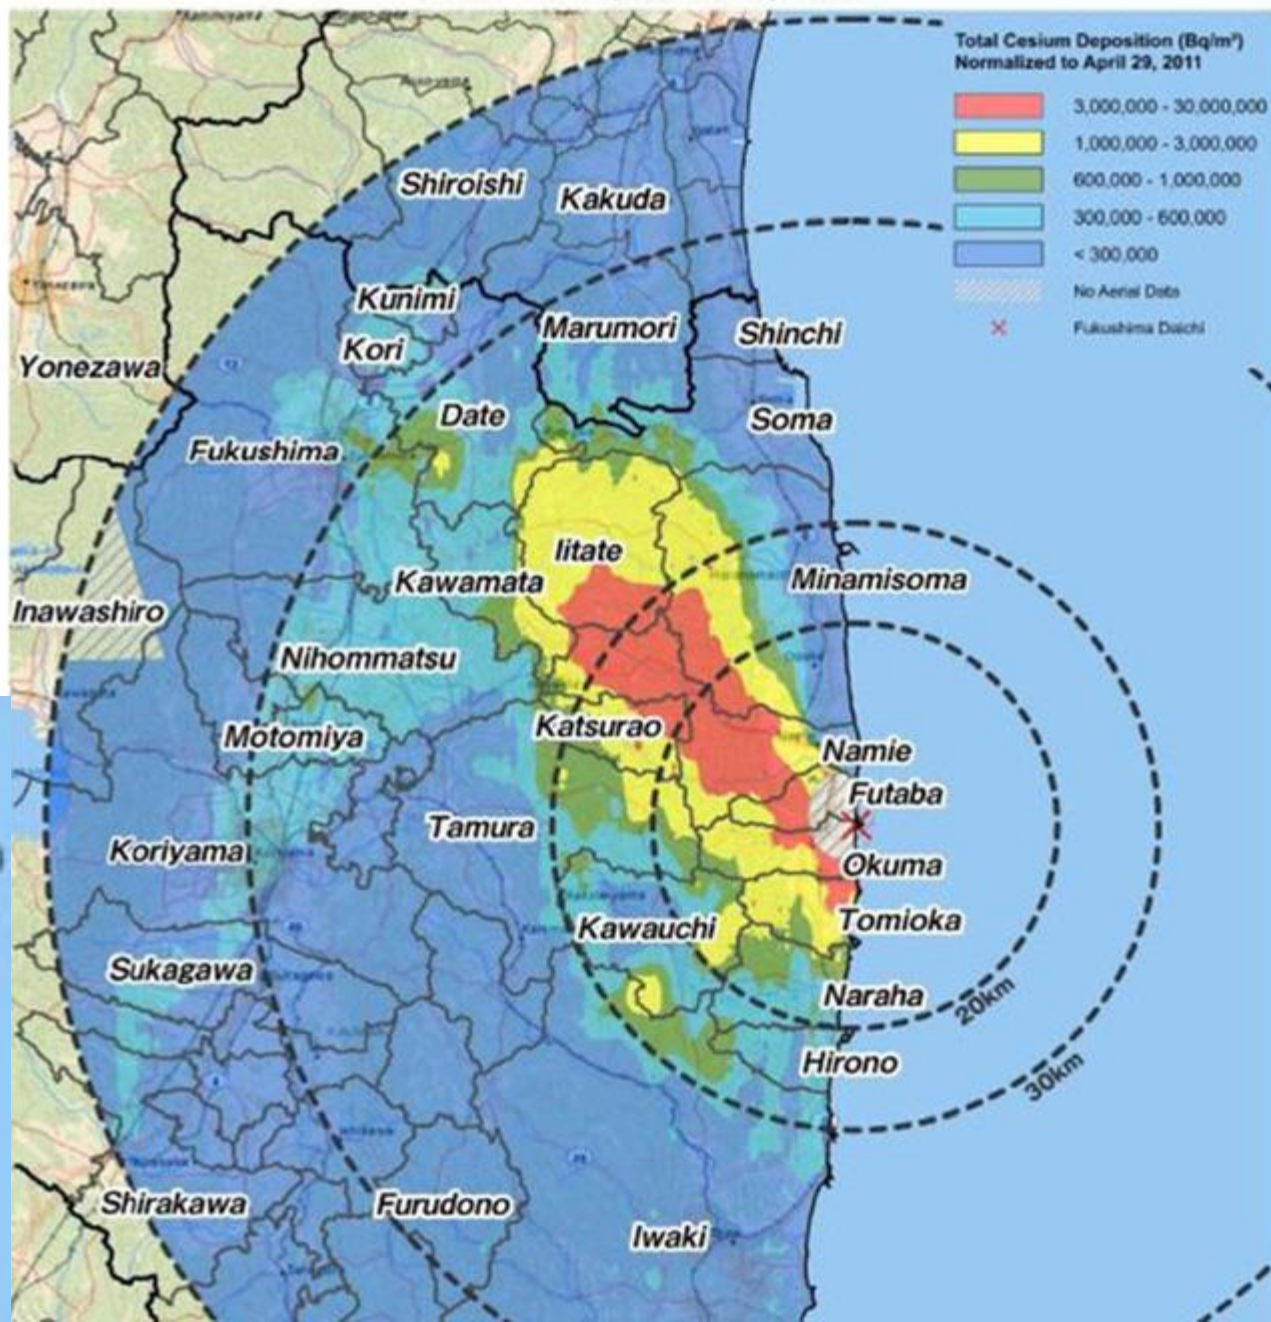 Total Cesium Deposition (Bq/m²)
Normalized to April 29, 2011
3,000,000 - 30,000,000
1,000,000 - 3,000,000
600,000 - 1,000,000
300,000 - 600,000
< 300,000
No Aerial Data
Fukushima Daichi
Shiroishi
Kakuda
Kunimi
Marumori
Shinchi
Kori
Yonezawa
Date
Soma
Fukushima
Iitate
Kawamata
Minamisoma
Inawashiro
Nihommatsu
Katsurao
Motomiya
Namie
Futaba
Tamura
Koriyama
Okuma
Kawauchi
Tomioka
Sukagawa
Naraha
20km
Hirono
30km
Shirakawa
Furudono
Iwaki